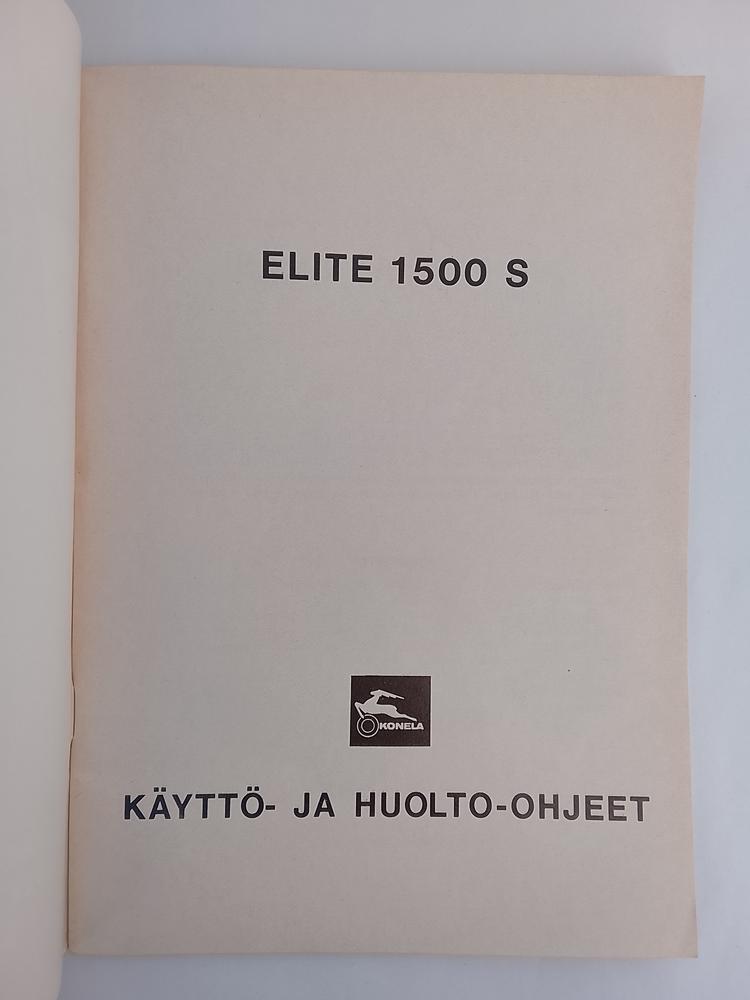 ELITE 1500 S
KONELA
KÄYTTÖ- JA HUOLTO-OHJEET